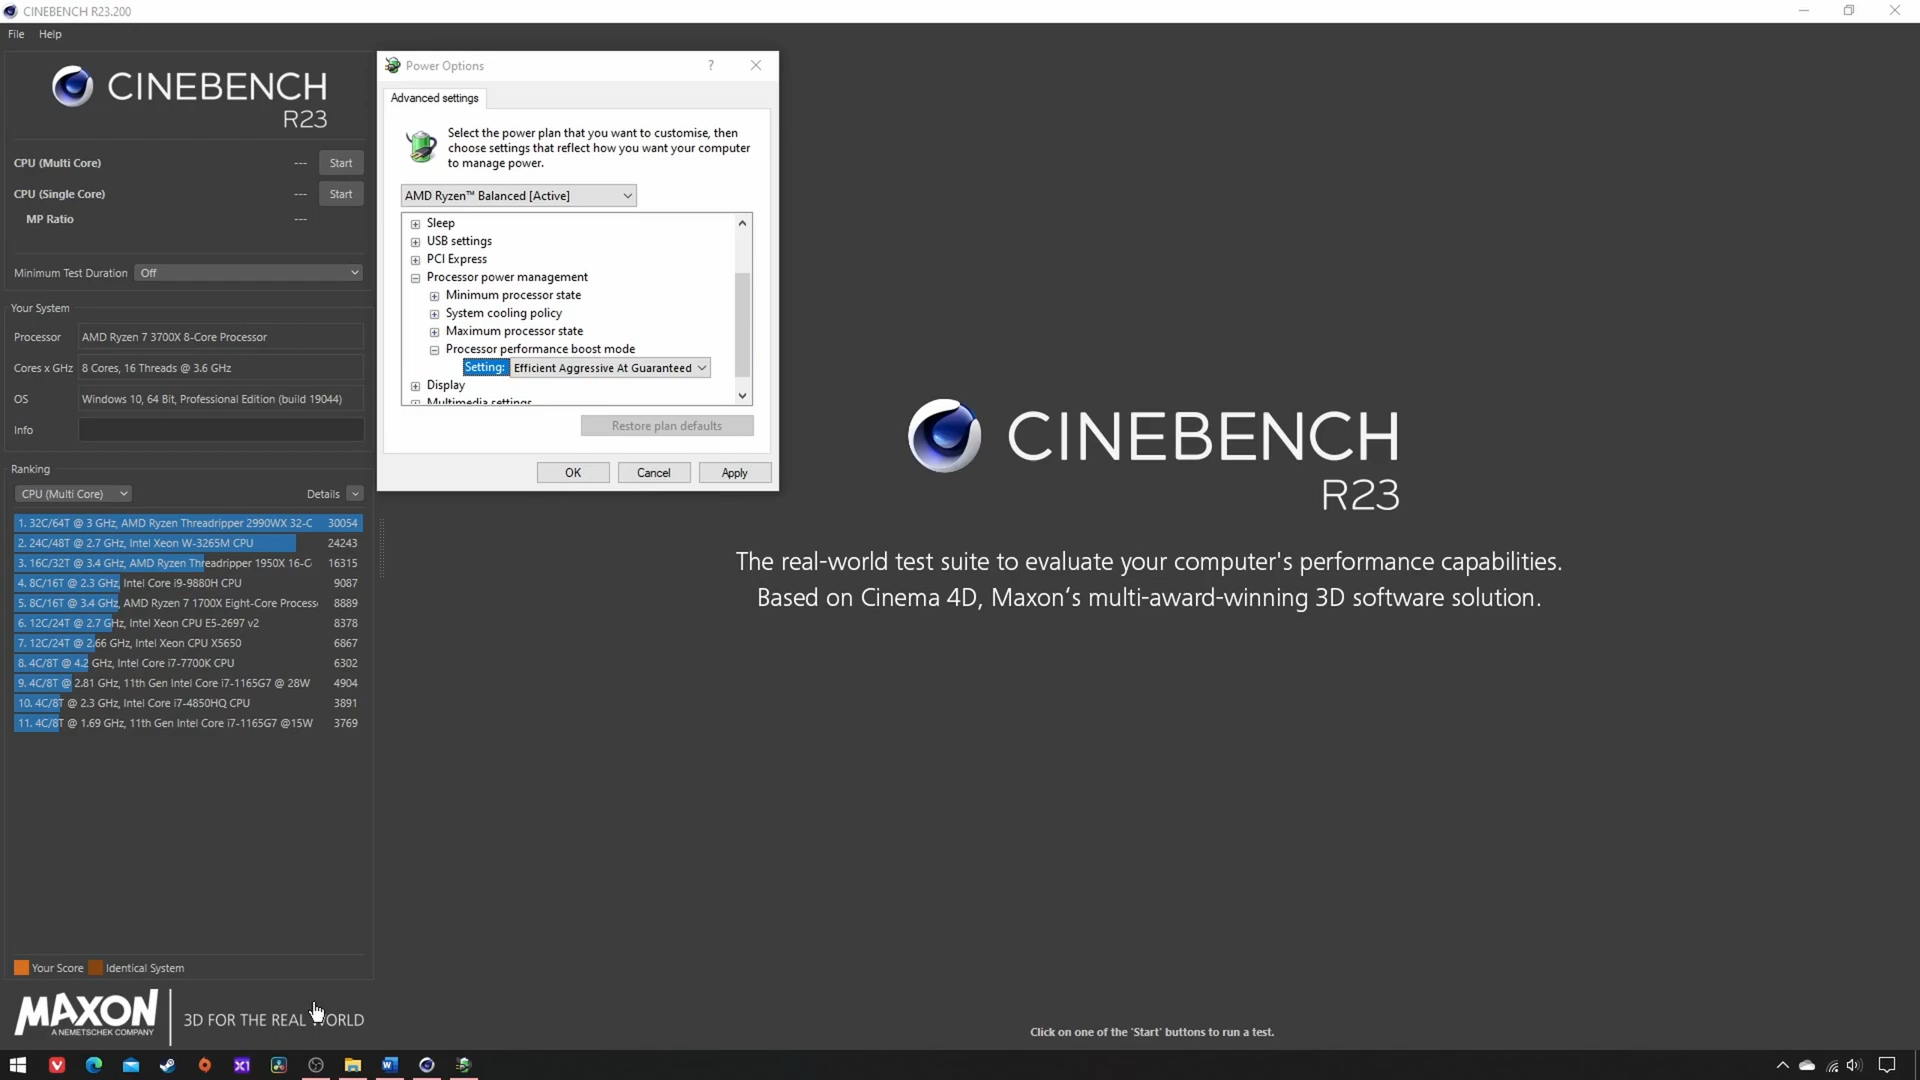 CINEBENCH R23.200
File Help
CINEBENCH
R23
CPU (Multi Core) --- Start
CPU (Single Core) --- Start
MP Ratio ---
Minimum Test Duration Off
Your System
Processor AMD Ryzen 7 3700X 8-Core Processor
Cores x GHz 8 Cores, 16 Threads @ 3.6 GHz
OS Windows 10, 64 Bit, Professional Edition (build 19044)
Info
Ranking
CPU (Multi Core) Details
1. 32C/64T @ 3 GHz, AMD Ryzen Threadripper 2990WX 32-C 30054
2. 24C/48T @ 2.7 GHz, Intel Xeon W-3265M CPU 24243
3. 16C/32T @ 3.4 GHz, AMD Ryzen Threadripper 1950X 16-C 16315
4. 8C/16T @ 2.3 GHz, Intel Core i9-9880H CPU 9087
5. 8C/16T @ 3.4 GHz, AMD Ryzen 7 1700X Eight-Core Process 8889
6. 12C/24T @ 2.7 GHz, Intel Xeon CPU E5-2697 v2 8378
7. 12C/24T @ 2.66 GHz, Intel Xeon CPU X5650 6867
8. 4C/8T @ 4.2 GHz, Intel Core i7-7700K CPU 6302
9. 4C/8T @ 2.81 GHz, 11th Gen Intel Core i7-1165G7 @ 28W 4904
10. 4C/8T @ 2.3 GHz, Intel Core i7-4850HQ CPU 3891
11. 4C/8T @ 1.69 GHz, 11th Gen Intel Core i7-1165G7 @15W 3769
Your Score Identical System
MAXON
A NEMETSCHEK COMPANY
3D FOR THE REAL WORLD
Power Options ?
Advanced settings
Select the power plan that you want to customise, then
choose settings that reflect how you want your computer
to manage power.
AMD Ryzen™ Balanced [Active]
Sleep
USB settings
PCI Express
Processor power management
Minimum processor state
System cooling policy
Maximum processor state
Processor performance boost mode
Setting: Efficient Aggressive At Guaranteed
Display
Multimedia settings
Restore plan defaults
OK Cancel Apply
CINEBENCH
R23
The real-world test suite to evaluate your computer's performance capabilities.
Based on Cinema 4D, Maxon's multi-award-winning 3D software solution.
Click on one of the 'Start' buttons to run a test.
X1
W